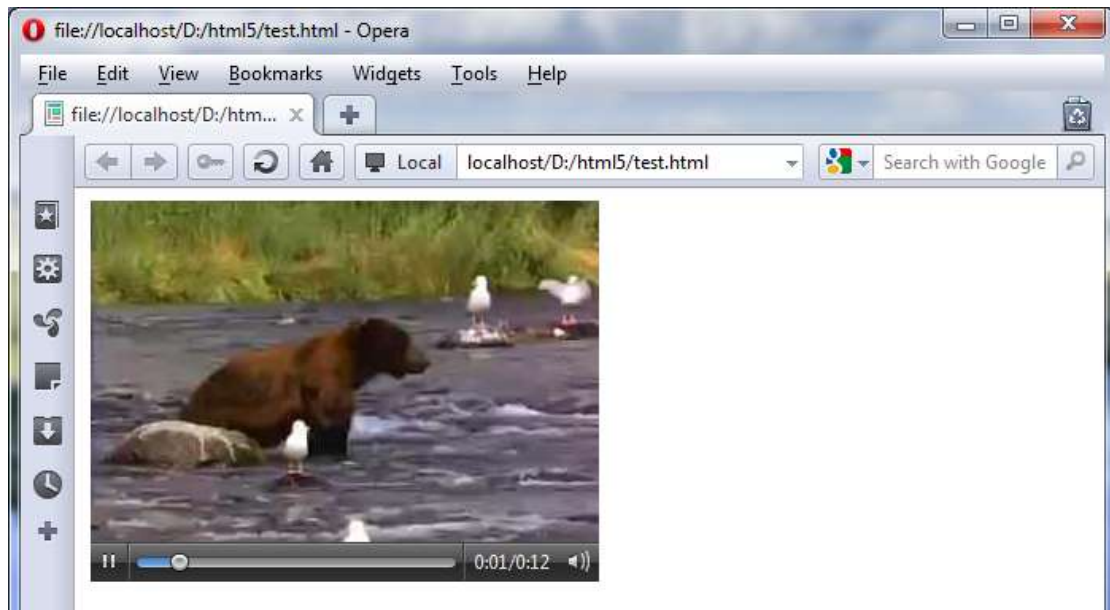 file://localhost/D:/html5/test.html - Opera
File Edit View Bookmarks Widgets Tools Help
file://localhost/D:/htm...
Local localhost/D:/html5/test.html Search with Google
0:01/0:12